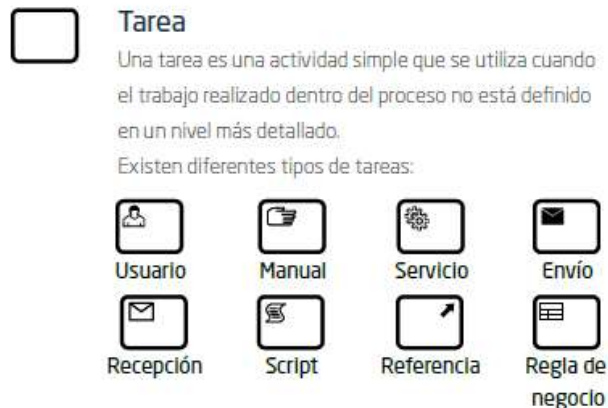 Tarea
Una tarea es una actividad simple que se utiliza cuando
el trabajo realizado dentro del proceso no está definido
en un nivel más detallado.
Existen diferentes tipos de tareas:
Usuario Manual Servicio Envío
Recepción Script Referencia Regla de
negocio